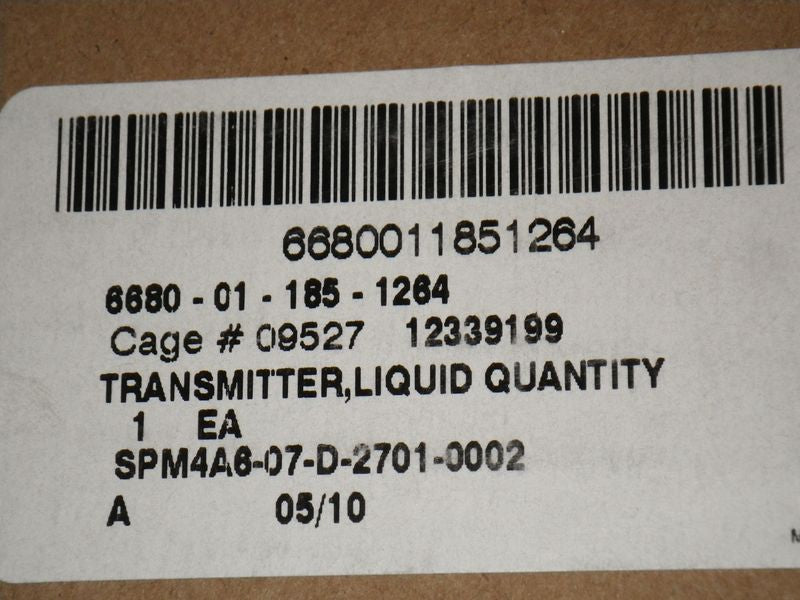 6680011851264
6680 - 01 - 185 - 1264
Cage # 09527 12339199
TRANSMITTER,LIQUID QUANTITY
1 EA
SPM4A6-07-D-2701-0002
A 05/10
M